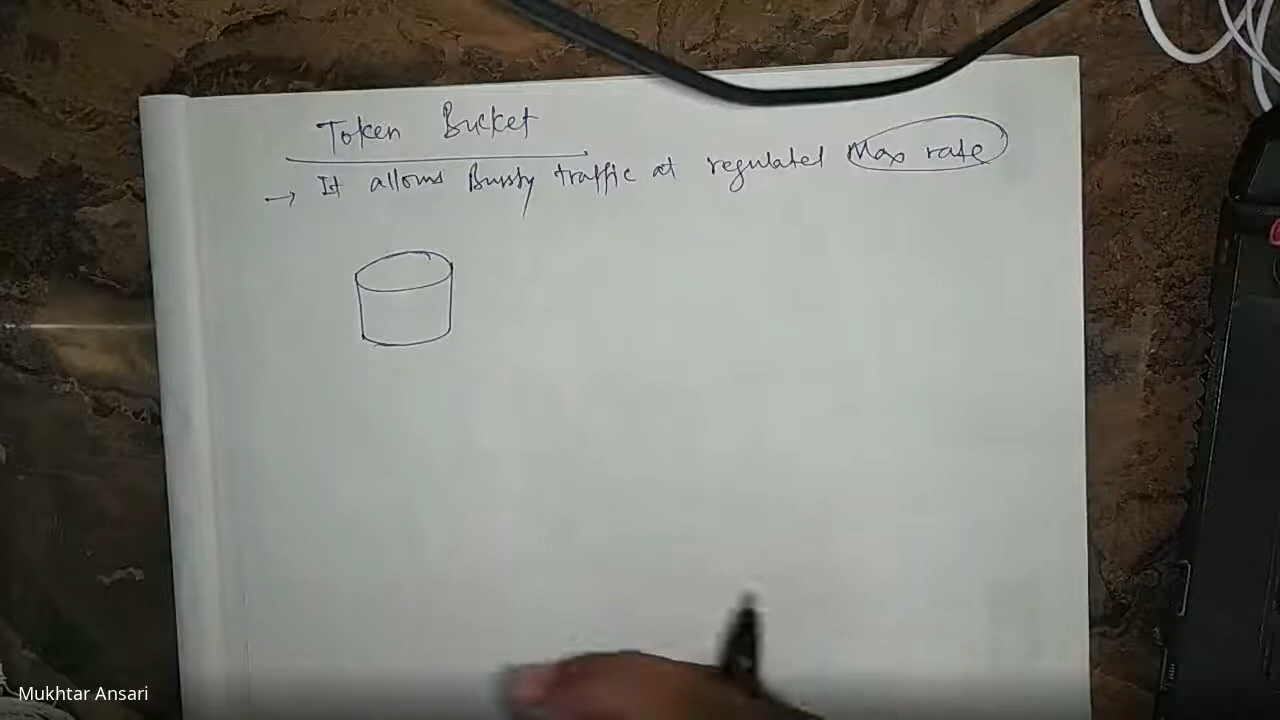 Token Bucket
→ It allows Bursty traffic at regulated Max rate
Mukhtar Ansari